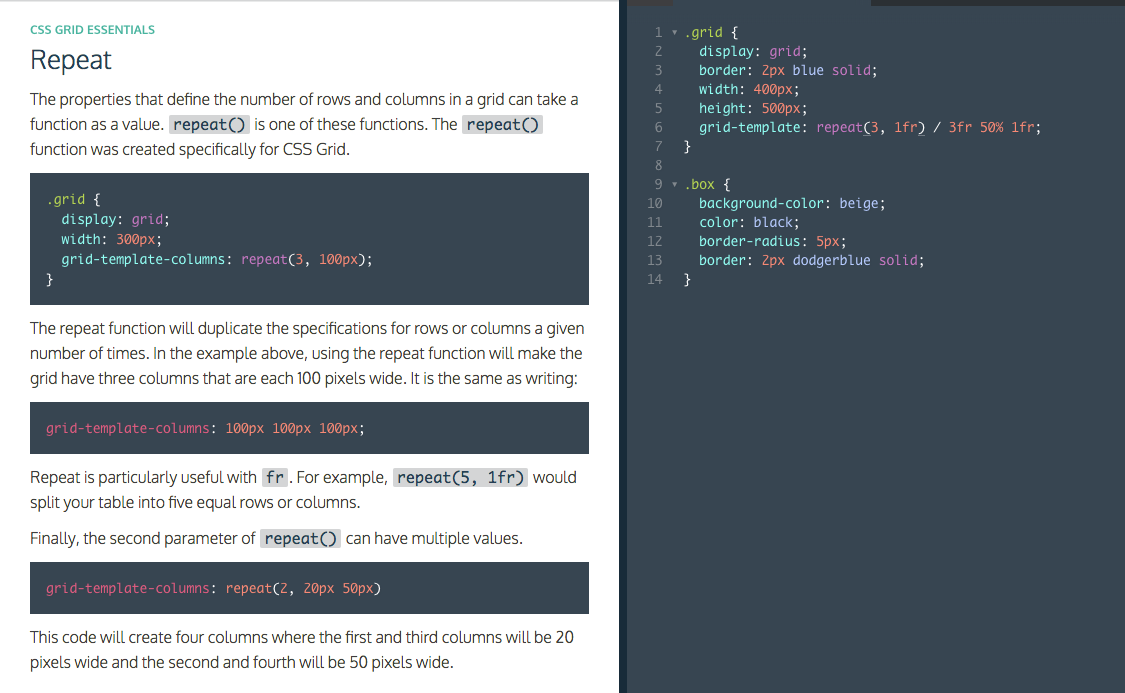 CSS GRID ESSENTIALS
Repeat
The properties that define the number of rows and columns in a grid can take a
function as a value. repeat() is one of these functions. The repeat()
function was created specifically for CSS Grid.
.grid {
  display: grid;
  width: 300px;
  grid-template-columns: repeat(3, 100px);
}
The repeat function will duplicate the specifications for rows or columns a given
number of times. In the example above, using the repeat function will make the
grid have three columns that are each 100 pixels wide. It is the same as writing:
grid-template-columns: 100px 100px 100px;
Repeat is particularly useful with fr. For example, repeat(5, 1fr) would
split your table into five equal rows or columns.
Finally, the second parameter of repeat() can have multiple values.
grid-template-columns: repeat(2, 20px 50px)
This code will create four columns where the first and third columns will be 20
pixels wide and the second and fourth will be 50 pixels wide.
1 .grid {
2   display: grid;
3   border: 2px blue solid;
4   width: 400px;
5   height: 500px;
6   grid-template: repeat(3, 1fr) / 3fr 50% 1fr;
7 }
8
9 .box {
10   background-color: beige;
11   color: black;
12   border-radius: 5px;
13   border: 2px dodgerblue solid;
14 }